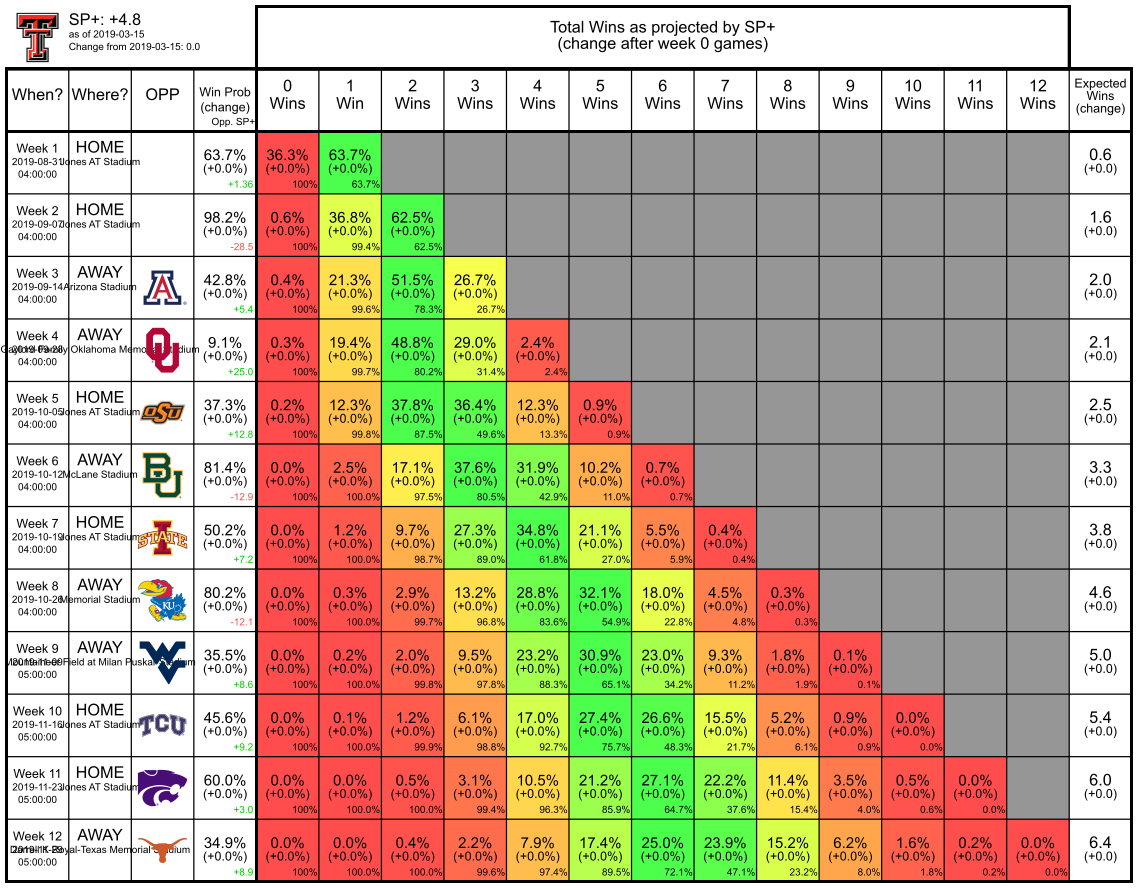 SP+: +4.8
as of 2019-03-15
Change from 2019-03-15: 0.0
Total Wins as projected by SP+
(change after week 0 games)
When? Where? OPP Win Prob (change) Opp. SP+ 0 Wins 1 Win 2 Wins 3 Wins 4 Wins 5 Wins 6 Wins 7 Wins 8 Wins 9 Wins 10 Wins 11 Wins 12 Wins Expected Wins (change)
Week 1 HOME 63.7% 36.3% 63.7% 0.6
2019-08-31 Jones AT Stadium (+0.0%) (+0.0%) (+0.0%) (+0.0)
04:00:00 +1.36 100% 63.7%
Week 2 HOME 98.2% 0.6% 36.8% 62.5% 1.6
2019-09-07 Jones AT Stadium (+0.0%) (+0.0%) (+0.0%) (+0.0%) (+0.0)
04:00:00 -28.5 100% 99.4% 62.5%
Week 3 AWAY A 42.8% 0.4% 21.3% 51.5% 26.7% 2.0
2019-09-14 Arizona Stadium (+0.0%) (+0.0%) (+0.0%) (+0.0%) (+0.0%) (+0.0)
04:00:00 +5.4 100% 99.6% 78.3% 26.7%
Week 4 AWAY OU 9.1% 0.3% 19.4% 48.8% 29.0% 2.4% 2.1
Oklahoma Memorial Stadium (+0.0%) (+0.0%) (+0.0%) (+0.0%) (+0.0%) (+0.0%) (+0.0)
04:00:00 +25.0 100% 99.7% 80.2% 31.4% 2.4%
Week 5 HOME OSU 37.3% 0.2% 12.3% 37.8% 36.4% 12.3% 0.9% 2.5
2019-10-05 Jones AT Stadium (+0.0%) (+0.0%) (+0.0%) (+0.0%) (+0.0%) (+0.0%) (+0.0%) (+0.0)
04:00:00 +12.8 100% 99.8% 87.5% 49.6% 13.3% 0.9%
Week 6 AWAY BU 81.4% 0.0% 2.5% 17.1% 37.6% 31.9% 10.2% 0.7% 3.3
2019-10-12 McLane Stadium (+0.0%) (+0.0%) (+0.0%) (+0.0%) (+0.0%) (+0.0%) (+0.0%) (+0.0%) (+0.0)
04:00:00 -12.9 100% 100.0% 97.5% 80.5% 42.9% 11.0% 0.7%
Week 7 HOME I STATE 50.2% 0.0% 1.2% 9.7% 27.3% 34.8% 21.1% 5.5% 0.4% 3.8
2019-10-19 Jones AT Stadium (+0.0%) (+0.0%) (+0.0%) (+0.0%) (+0.0%) (+0.0%) (+0.0%) (+0.0%) (+0.0%) (+0.0)
04:00:00 +7.2 100% 100.0% 98.7% 89.0% 61.8% 27.0% 5.9% 0.4%
Week 8 AWAY KU 80.2% 0.0% 0.3% 2.9% 13.2% 28.8% 32.1% 18.0% 4.5% 0.3% 4.6
2019-10-26 Memorial Stadium (+0.0%) (+0.0%) (+0.0%) (+0.0%) (+0.0%) (+0.0%) (+0.0%) (+0.0%) (+0.0%) (+0.0%) (+0.0)
04:00:00 -12.1 100% 100.0% 99.7% 96.8% 83.6% 54.9% 22.8% 4.8% 0.3%
Week 9 AWAY WV 35.5% 0.0% 0.2% 2.0% 9.5% 23.2% 30.9% 23.0% 9.3% 1.8% 0.1% 5.0
Field at Milan Puskar Stadium (+0.0%) (+0.0%) (+0.0%) (+0.0%) (+0.0%) (+0.0%) (+0.0%) (+0.0%) (+0.0%) (+0.0%) (+0.0%) (+0.0)
05:00:00 +8.6 100% 100.0% 99.8% 97.8% 88.3% 65.1% 34.2% 11.2% 1.9% 0.1%
Week 10 HOME TCU 45.6% 0.0% 0.1% 1.2% 6.1% 17.0% 27.4% 26.6% 15.5% 5.2% 0.9% 0.0% 5.4
2019-11-16 Jones AT Stadium (+0.0%) (+0.0%) (+0.0%) (+0.0%) (+0.0%) (+0.0%) (+0.0%) (+0.0%) (+0.0%) (+0.0%) (+0.0%) (+0.0%) (+0.0)
05:00:00 +9.2 100% 100.0% 99.9% 98.8% 92.7% 75.7% 48.3% 21.7% 6.1% 0.9% 0.0%
Week 11 HOME 60.0% 0.0% 0.0% 0.5% 3.1% 10.5% 21.2% 27.1% 22.2% 11.4% 3.5% 0.5% 0.0% 6.0
2019-11-23 Jones AT Stadium (+0.0%) (+0.0%) (+0.0%) (+0.0%) (+0.0%) (+0.0%) (+0.0%) (+0.0%) (+0.0%) (+0.0%) (+0.0%) (+0.0%) (+0.0%) (+0.0)
05:00:00 +3.0 100% 100.0% 100.0% 99.4% 96.3% 85.9% 64.7% 37.6% 15.4% 4.0% 0.6% 0.0%
Week 12 AWAY 34.9% 0.0% 0.0% 0.4% 2.2% 7.9% 17.4% 25.0% 23.9% 15.2% 6.2% 1.6% 0.2% 0.0% 6.4
Royal-Texas Memorial Stadium (+0.0%) (+0.0%) (+0.0%) (+0.0%) (+0.0%) (+0.0%) (+0.0%) (+0.0%) (+0.0%) (+0.0%) (+0.0%) (+0.0%) (+0.0%) (+0.0%) (+0.0)
05:00:00 +8.9 100% 100.0% 100.0% 99.6% 97.4% 89.5% 72.1% 47.1% 23.2% 8.0% 1.8% 0.2% 0.0%